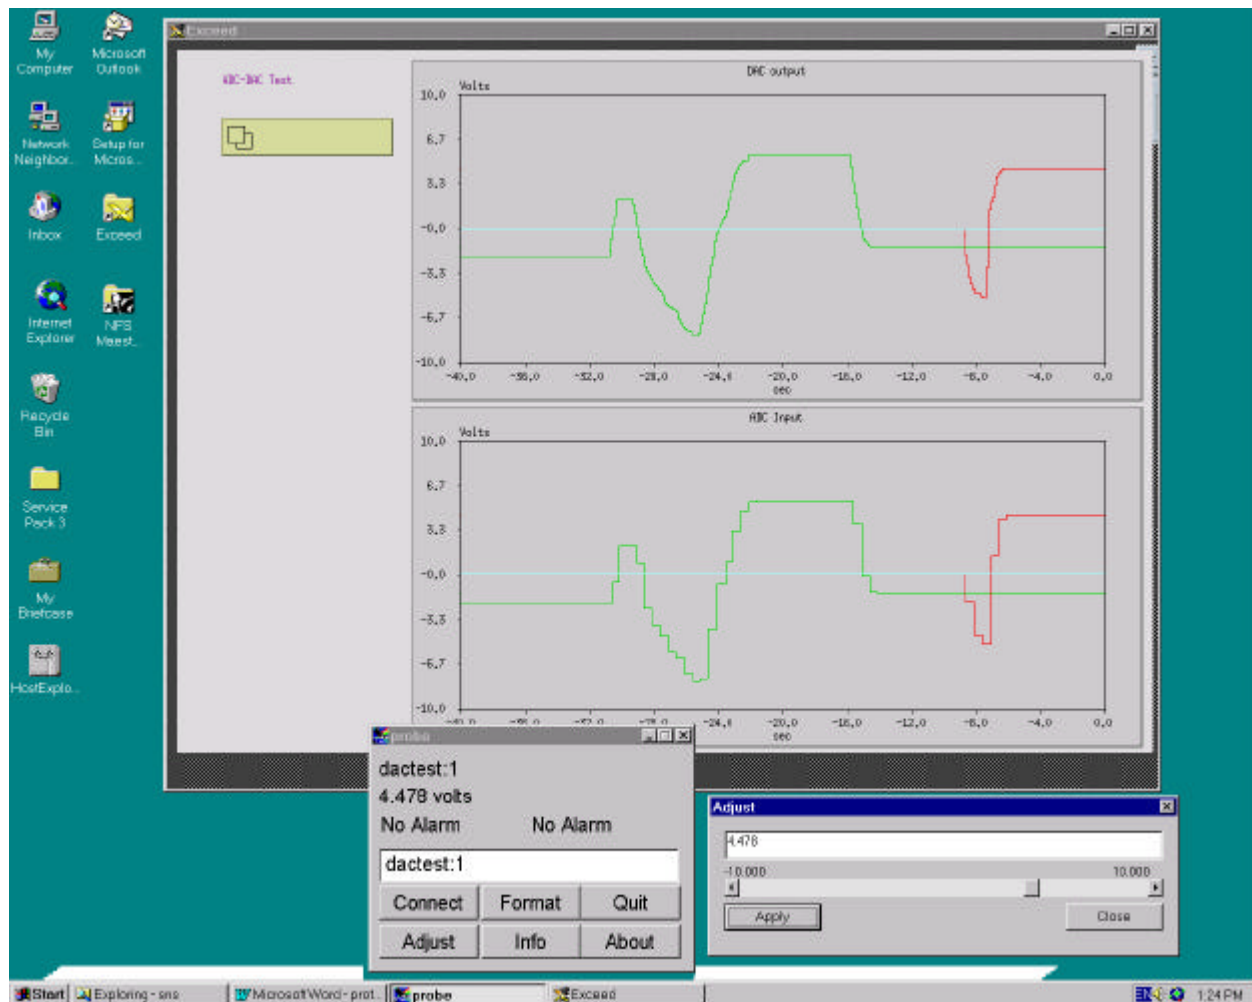 My
Computer
Microsoft
Outlook
Network
Neighbor..
Setup for
Micros...
Inbox
Exceed
Internet
Explorer
NFS
Maest...
Recycle
Bin
Service
Pack 3
My
Briefcase
HostExplo...
Exceed
ADC-DAC Test
DAC output
Volts
10.0
6.7
3.3
-0.0
-3.3
-6.7
-10.0
-40.0 -36.0 -32.0 -28.0 -24.0 -20.0 -16.0 -12.0 -8.0 -4.0 0.0
sec
ADC Input
Volts
10.0
6.7
3.3
-0.0
-3.3
-6.7
-10.0
-24.0 -20.0 -16.0 -12.0 -8.0 -4.0 0.0
sec
probe
dactest:1
4.478 volts
No Alarm No Alarm
dactest:1
Connect Format Quit
Adjust Info About
Adjust
4.478
-10.000 10.000
Apply Close
Start Exploring - sns Microsoft Word - prot... probe Exceed EN 1:24 PM